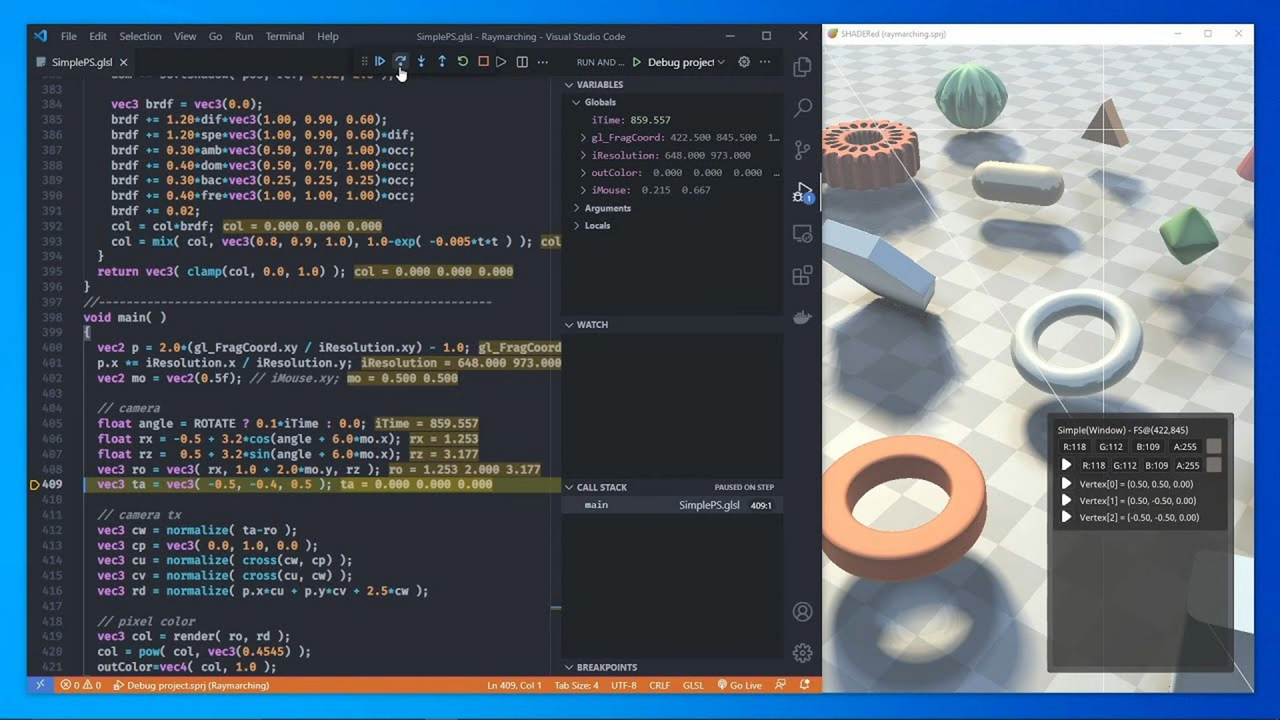 File Edit Selection View Go Run Terminal Help SimplePS.glsl - Raymarching - Visual Studio Code
SimplePS.glsl
RUN AND ... Debug project
383
384 vec3 brdf = vec3(0.0);
385 brdf += 1.20*dif*vec3(1.00, 0.90, 0.60);
386 brdf += 1.20*spe*vec3(1.00, 0.90, 0.60)*dif;
387 brdf += 0.30*amb*vec3(0.50, 0.70, 1.00)*occ;
388 brdf += 0.40*dom*vec3(0.50, 0.70, 1.00)*occ;
389 brdf += 0.30*bac*vec3(0.25, 0.25, 0.25)*occ;
390 brdf += 0.40*fre*vec3(1.00, 1.00, 1.00)*occ;
391 brdf += 0.02;
392 col = col*brdf; col = 0.000 0.000 0.000
393 col = mix( col, vec3(0.8, 0.9, 1.0), 1.0-exp( -0.005*t*t ) ); col
394 }
395 return vec3( clamp(col, 0.0, 1.0) ); col = 0.000 0.000 0.000
396 }
397 //------------------------------------------------------
398 void main( )
399 {
400 vec2 p = 2.0*(gl_FragCoord.xy / iResolution.xy) - 1.0; gl_FragCoord
401 p.x *= iResolution.x / iResolution.y; iResolution = 648.000 973.000
402 vec2 mo = vec2(0.5f); // iMouse.xy; mo = 0.500 0.500
403
404 // camera
405 float angle = ROTATE ? 0.1*iTime : 0.0; iTime = 859.557
406 float rx = -0.5 + 3.2*cos(angle + 6.0*mo.x); rx = 1.253
407 float rz = 0.5 + 3.2*sin(angle + 6.0*mo.x); rz = 3.177
408 vec3 ro = vec3( rx, 1.0 + 2.0*mo.y, rz ); ro = 1.253 2.000 3.177
409 vec3 ta = vec3( -0.5, -0.4, 0.5 ); ta = 0.000 0.000 0.000
410
411 // camera tx
412 vec3 cw = normalize( ta-ro );
413 vec3 cp = vec3( 0.0, 1.0, 0.0 );
414 vec3 cu = normalize( cross(cw, cp) );
415 vec3 cv = normalize( cross(cu, cw) );
416 vec3 rd = normalize( p.x*cu + p.y*cv + 2.5*cw );
417
418 // pixel color
419 vec3 col = render( ro, rd );
420 col = pow( col, vec3(0.4545) );
421 outColor=vec4( col, 1.0 );
VARIABLES
Globals
iTime: 859.557
gl_FragCoord: 422.500 845.500 1...
iResolution: 648.000 973.000
outColor: 0.000 0.000 0.000 ...
iMouse: 0.215 0.667
Arguments
Locals
WATCH
CALL STACK PAUSED ON STEP
main SimplePS.glsl 409:1
BREAKPOINTS
1
0 0 Debug project.sprj (Raymarching) Ln 409, Col 1 Tab Size: 4 UTF-8 CRLF GLSL Go Live
SHADERed (raymarching.sprj)
Simple(Window) - FS@(422,845)
R:118 G:112 B:109 A:255
R:118 G:112 B:109 A:255
Vertex[0] = (0.50, 0.50, 0.00)
Vertex[1] = (0.50, -0.50, 0.00)
Vertex[2] = (-0.50, -0.50, 0.00)